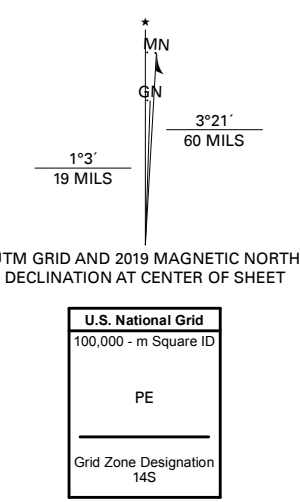 MN
GN
3°21´
60 MILS
1°3´
19 MILS
UTM GRID AND 2019 MAGNETIC NORTH
DECLINATION AT CENTER OF SHEET
U.S. National Grid
100,000 - m Square ID
PE
Grid Zone Designation
14S